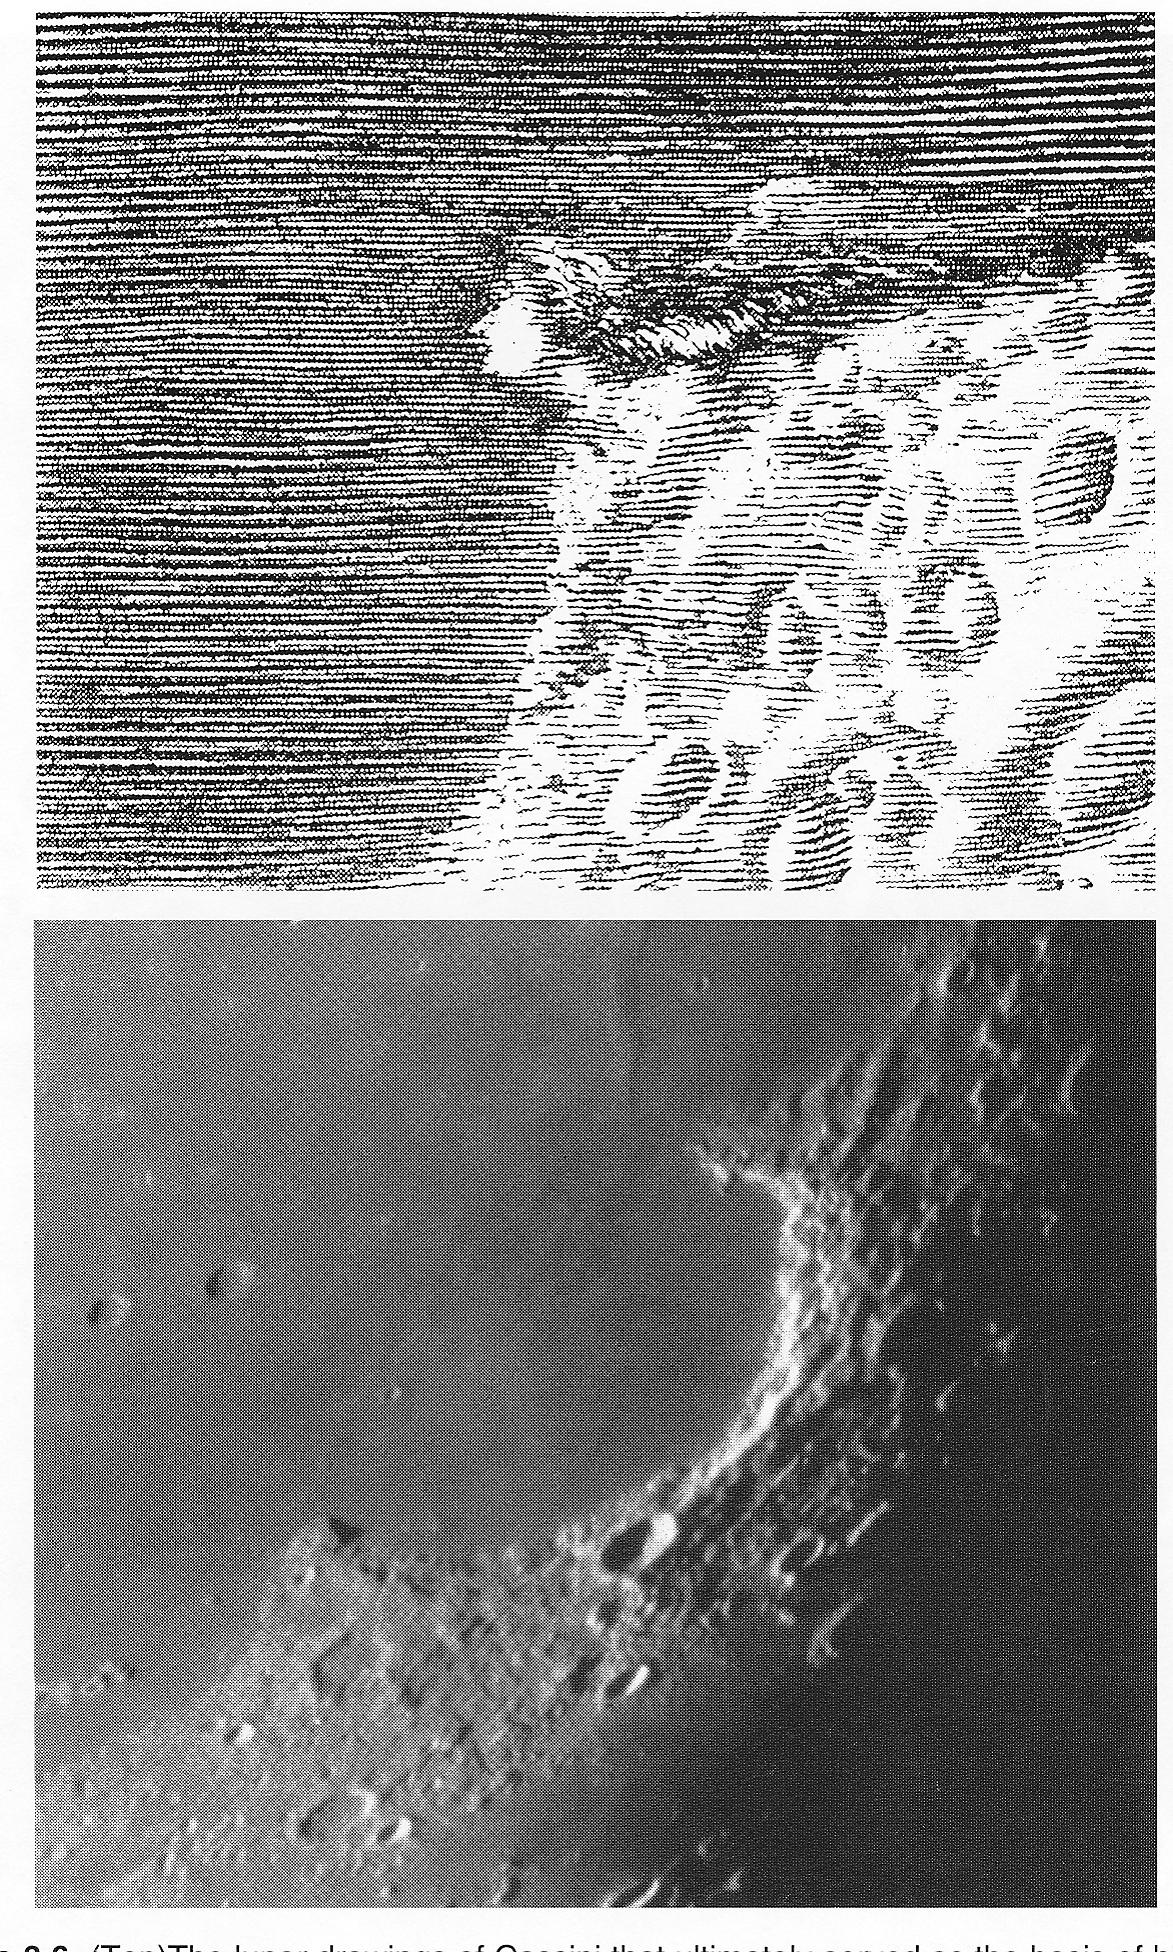 (Top)The lunar drawings of Cassini that ultimately served as the basis of